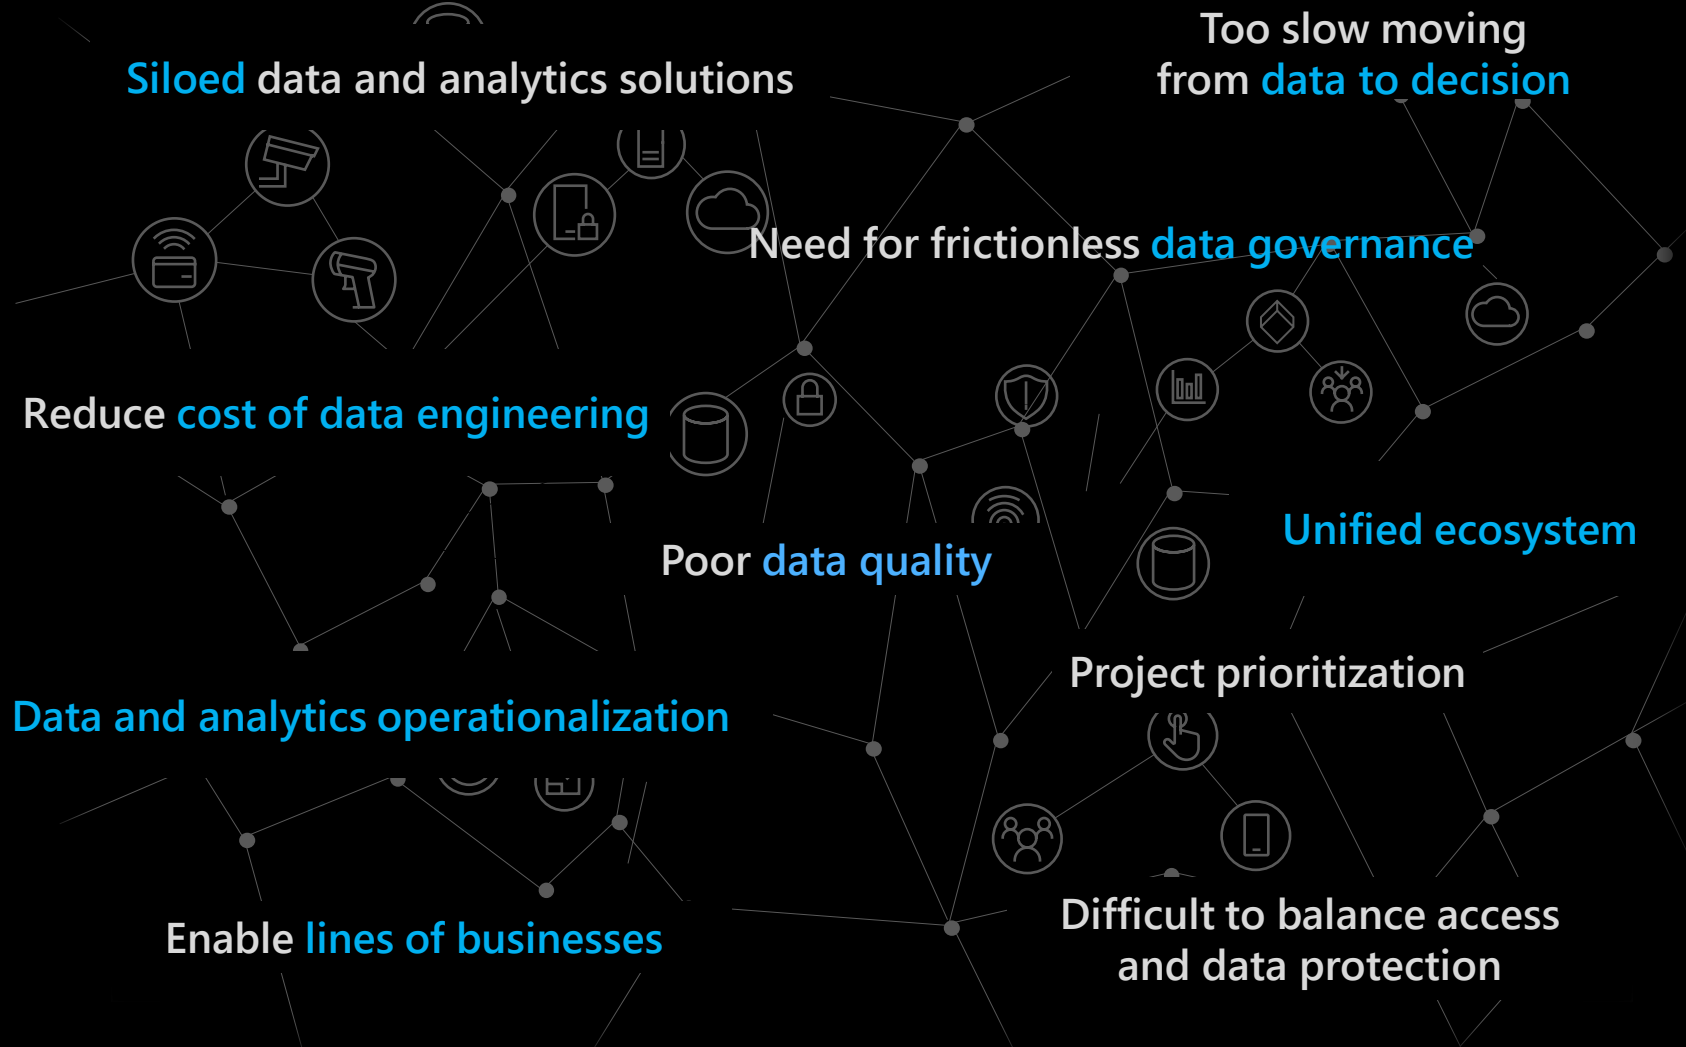 Siloed data and analytics solutions
Too slow moving
from data to decision
Need for frictionless data governance
Reduce cost of data engineering
Poor data quality
Unified ecosystem
Project prioritization
Data and analytics operationalization
Enable lines of businesses
Difficult to balance access
and data protection